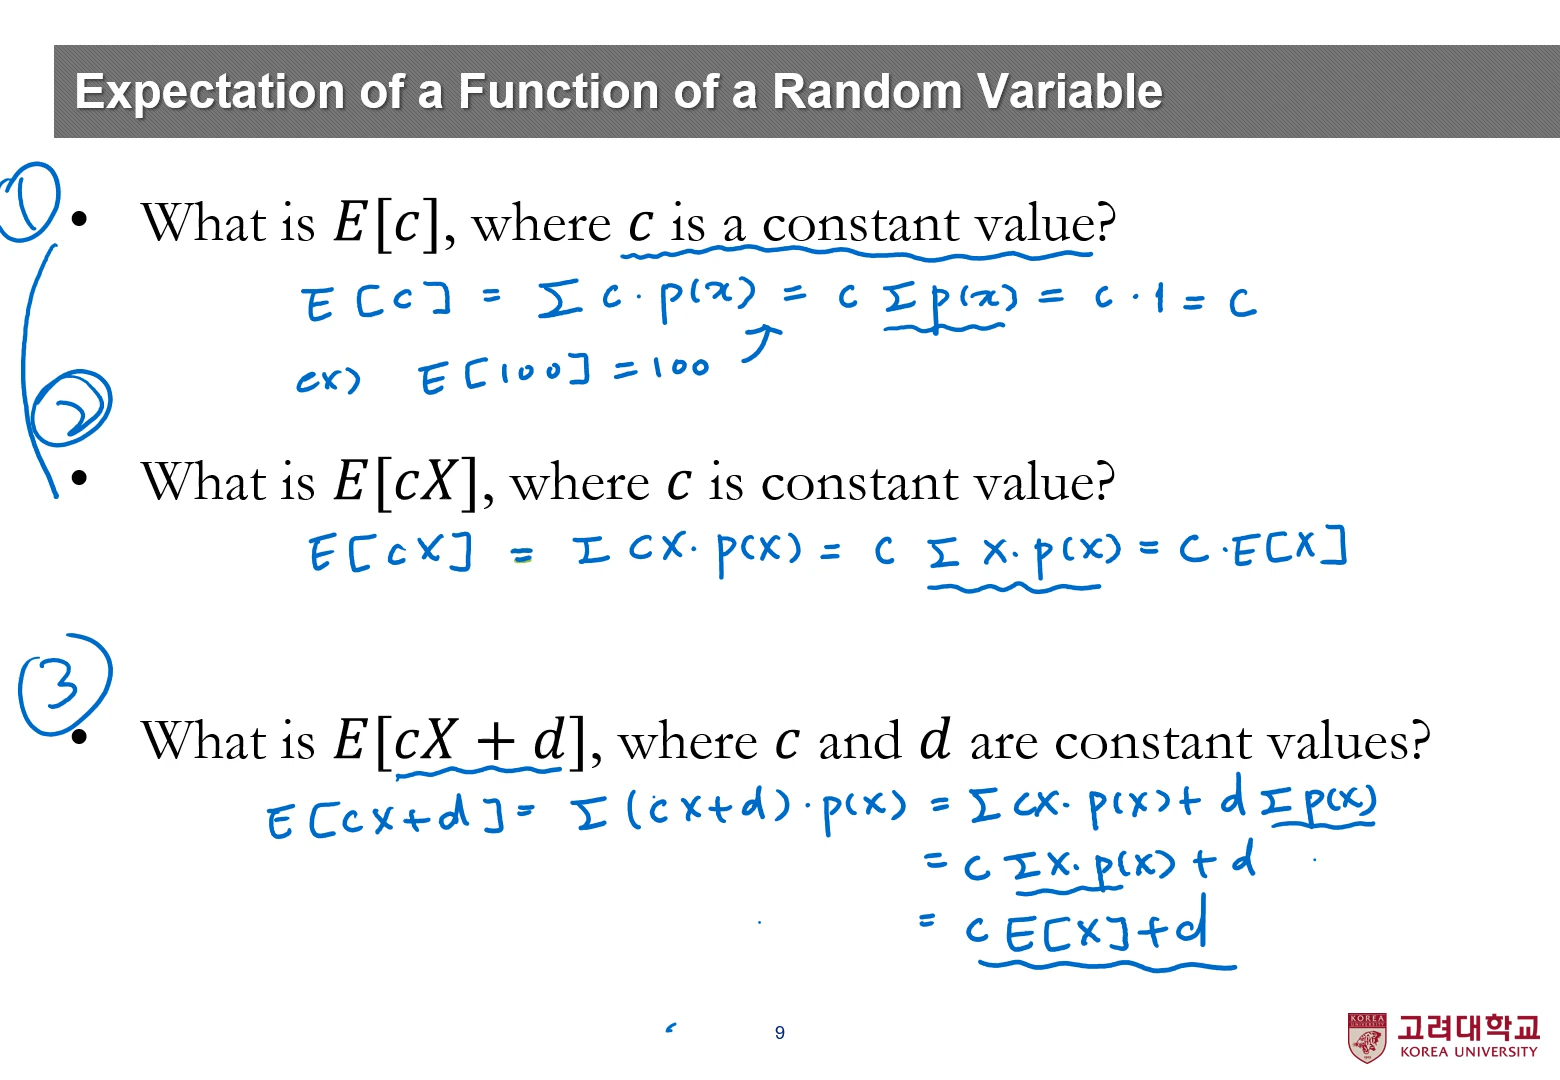 Expectation of a Function of a Random Variable
①
• What is E[c], where c is a constant value?
E[c] = Σ c · p(x) = c Σ p(x) = c · 1 = c
ex) E[100] = 100
②
• What is E[cX], where c is constant value?
E[cX] = Σ cx · p(x) = c Σ x · p(x) = c · E[X]
③
• What is E[cX + d], where c and d are constant values?
E[cX+d] = Σ (cx+d) · p(x) = Σ cx · p(x) + d Σ p(x)
= c Σ x · p(x) + d
= c E[X] + d
9
KOREA
고려대학교
KOREA UNIVERSITY